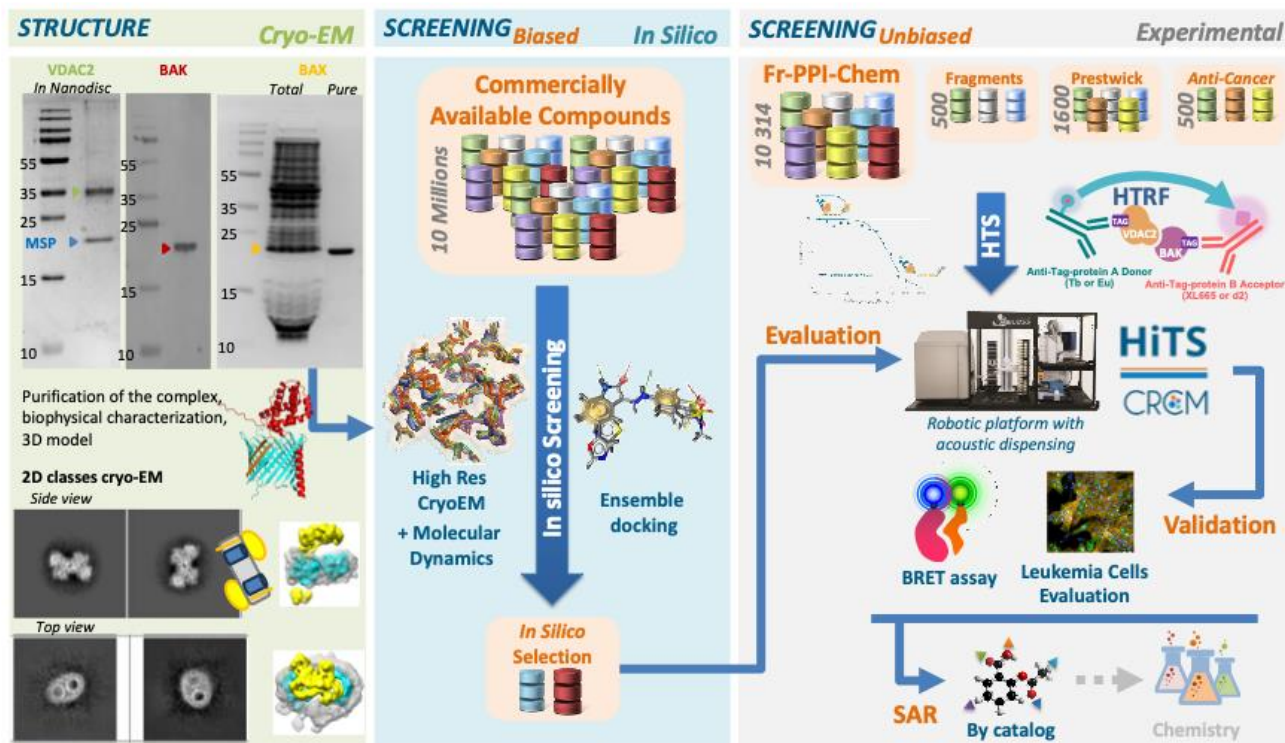 STRUCTURE
Cryo-EM
VDAC2
In Nanodisc
BAK
BAX
Total
Pure
55
35
25
MSP
15
10
55
35
25
15
10
55
35
25
15
10
Purification of the complex,
biophysical characterization,
3D model
2D classes cryo-EM
Side view
Top view
SCREENING Biased
In Silico
Commercially
Available Compounds
10 Millions
In silico Screening
High Res
CryoEM
+ Molecular
Dynamics
Ensemble
docking
In Silico
Selection
SCREENING Unbiased
Experimental
Fr-PPI-Chem
10 314
Fragments
500
Prestwick
1600
Anti-Cancer
500
HTS
HTRF
TAG
VDAC2
BAK
TAG
Anti-Tag-protein A Donor
(Tb or Eu)
Anti-Tag-protein B Acceptor
(XL665 or d2)
Evaluation
HiTS
CRCM
Robotic platform with
acoustic dispensing
BRET assay
Leukemia Cells
Evaluation
Validation
SAR
By catalog
Chemistry